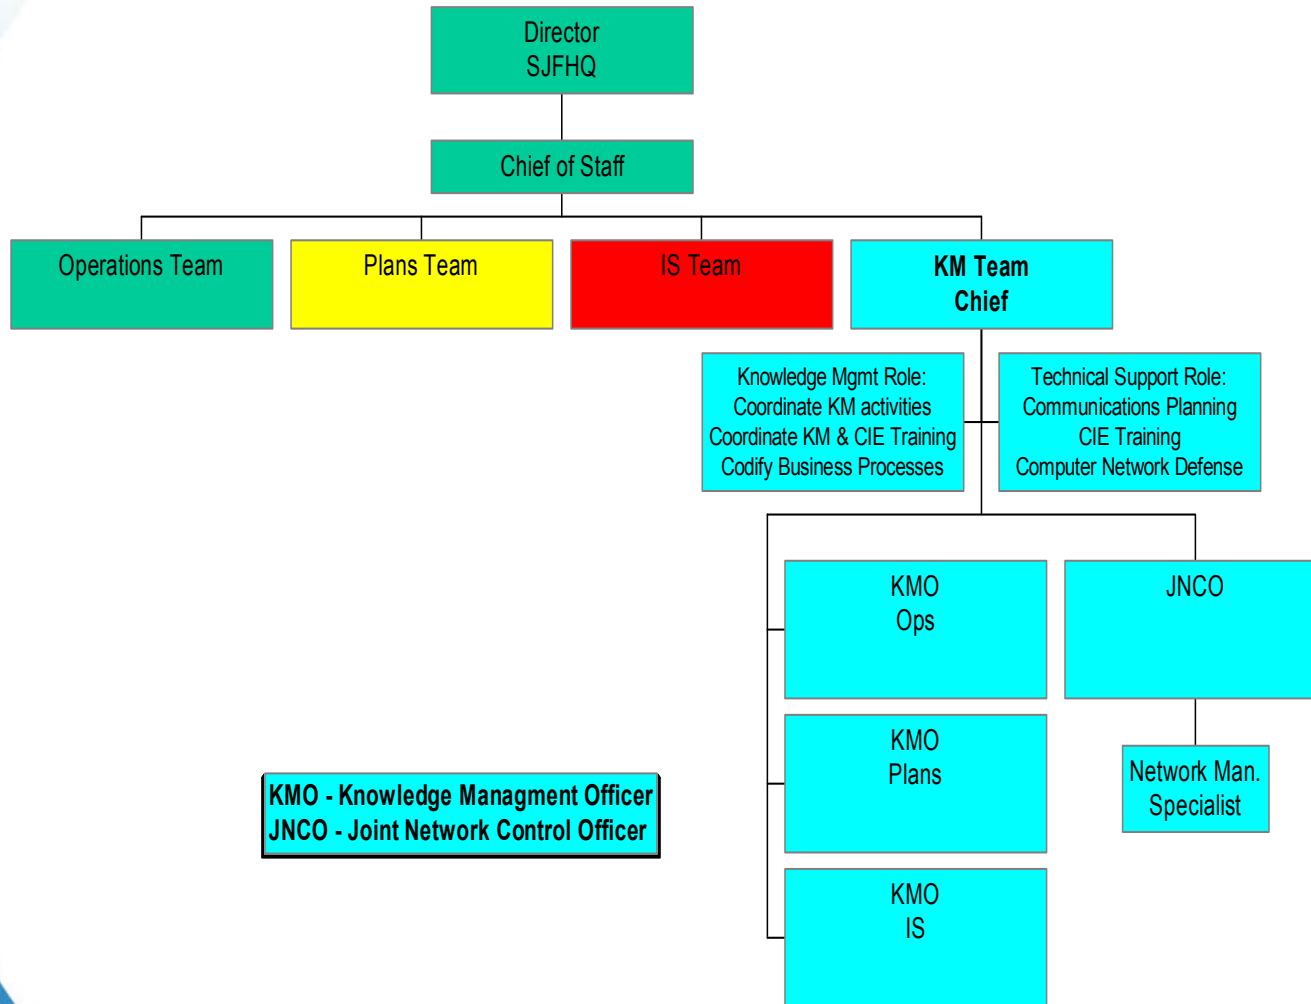 Director
SJFHQ
Chief of Staff
Operations Team
Plans Team
IS Team
KM Team
Chief
Knowledge Mgmt Role:
Coordinate KM activities
Coordinate KM & CIE Training
Codify Business Processes
Technical Support Role:
Communications Planning
CIE Training
Computer Network Defense
KMO
Ops
JNCO
KMO
Plans
Network Man.
Specialist
KMO - Knowledge Managment Officer
JNCO - Joint Network Control Officer
KMO
IS